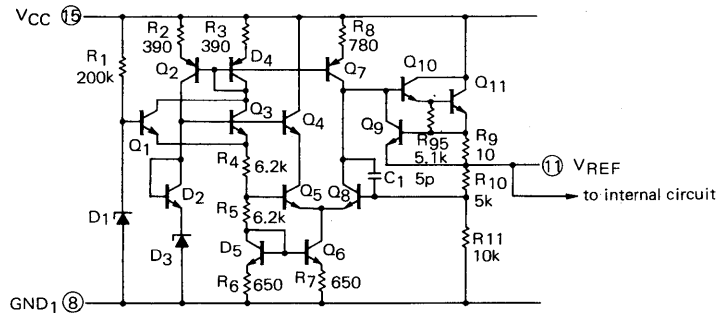 VCC 15
R1
200k
R2
390
R3
390
D4
R8
780
Q2
Q7
Q10
Q11
Q1
Q3
Q4
Q9
R95
5.1k
R9
10
11 VREF
R4
6.2k
D2
Q5
Q8
C1
5p
R10
5k
to internal circuit
D1
D3
R5
6.2k
D5
Q6
R11
10k
R6
650
R7
650
GND1 8